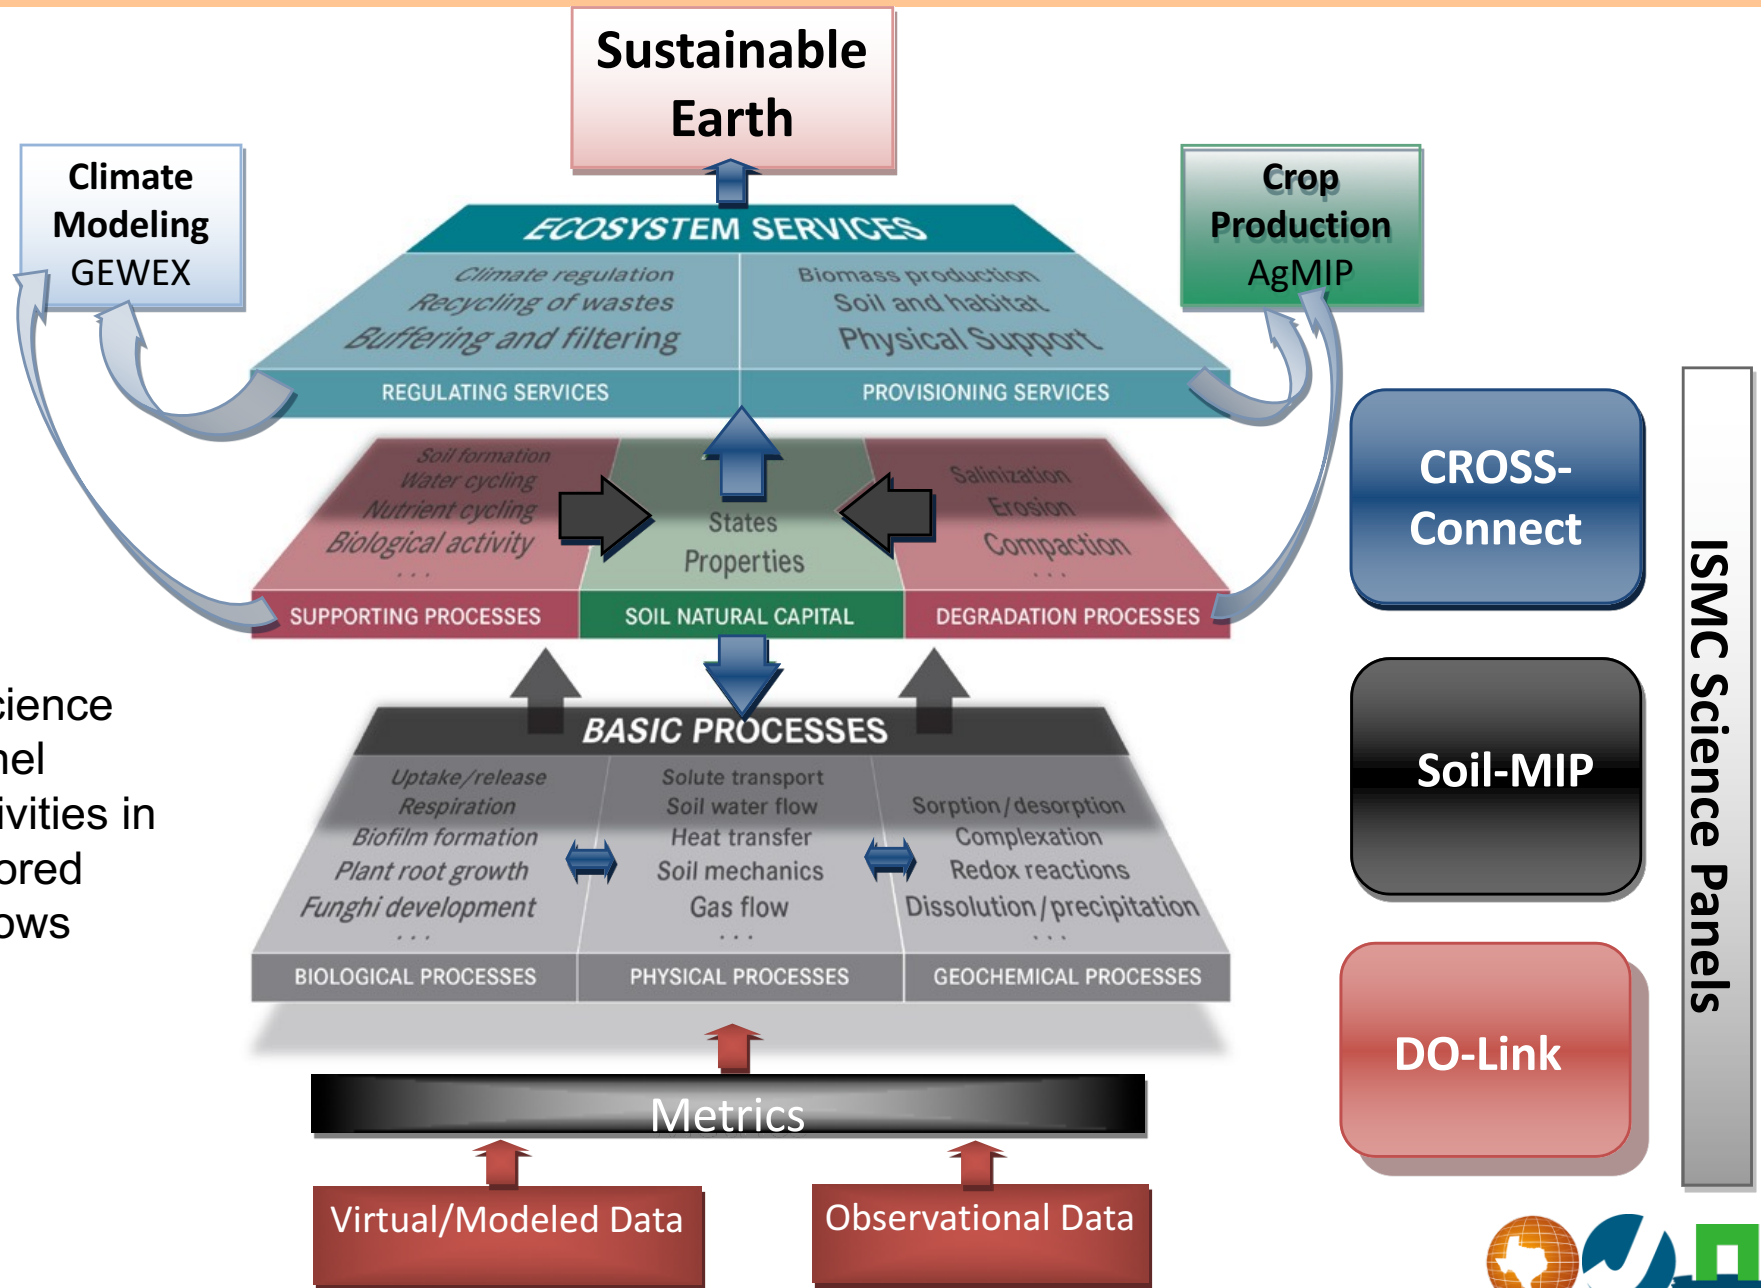 Sustainable
Earth
Climate
Modeling
GEWEX
Crop
Production
AgMIP
ECOSYSTEM SERVICES
Climate regulation
Recycling of wastes
Buffering and filtering
Biomass production
Soil and habitat
Physical Support
REGULATING SERVICES
PROVISIONING SERVICES
Soil formation
Water cycling
Nutrient cycling
Biological activity
...
States
Properties
Salinization
Erosion
Compaction
...
SUPPORTING PROCESSES
SOIL NATURAL CAPITAL
DEGRADATION PROCESSES
BASIC PROCESSES
Uptake/release
Respiration
Biofilm formation
Plant root growth
Funghi development
...
Solute transport
Soil water flow
Heat transfer
Soil mechanics
Gas flow
...
Sorption/desorption
Complexation
Redox reactions
Dissolution/precipitation
...
BIOLOGICAL PROCESSES
PHYSICAL PROCESSES
GEOCHEMICAL PROCESSES
Metrics
Virtual/Modeled Data
Observational Data
CROSS-
Connect
Soil-MIP
DO-Link
ISMC Science Panels
in